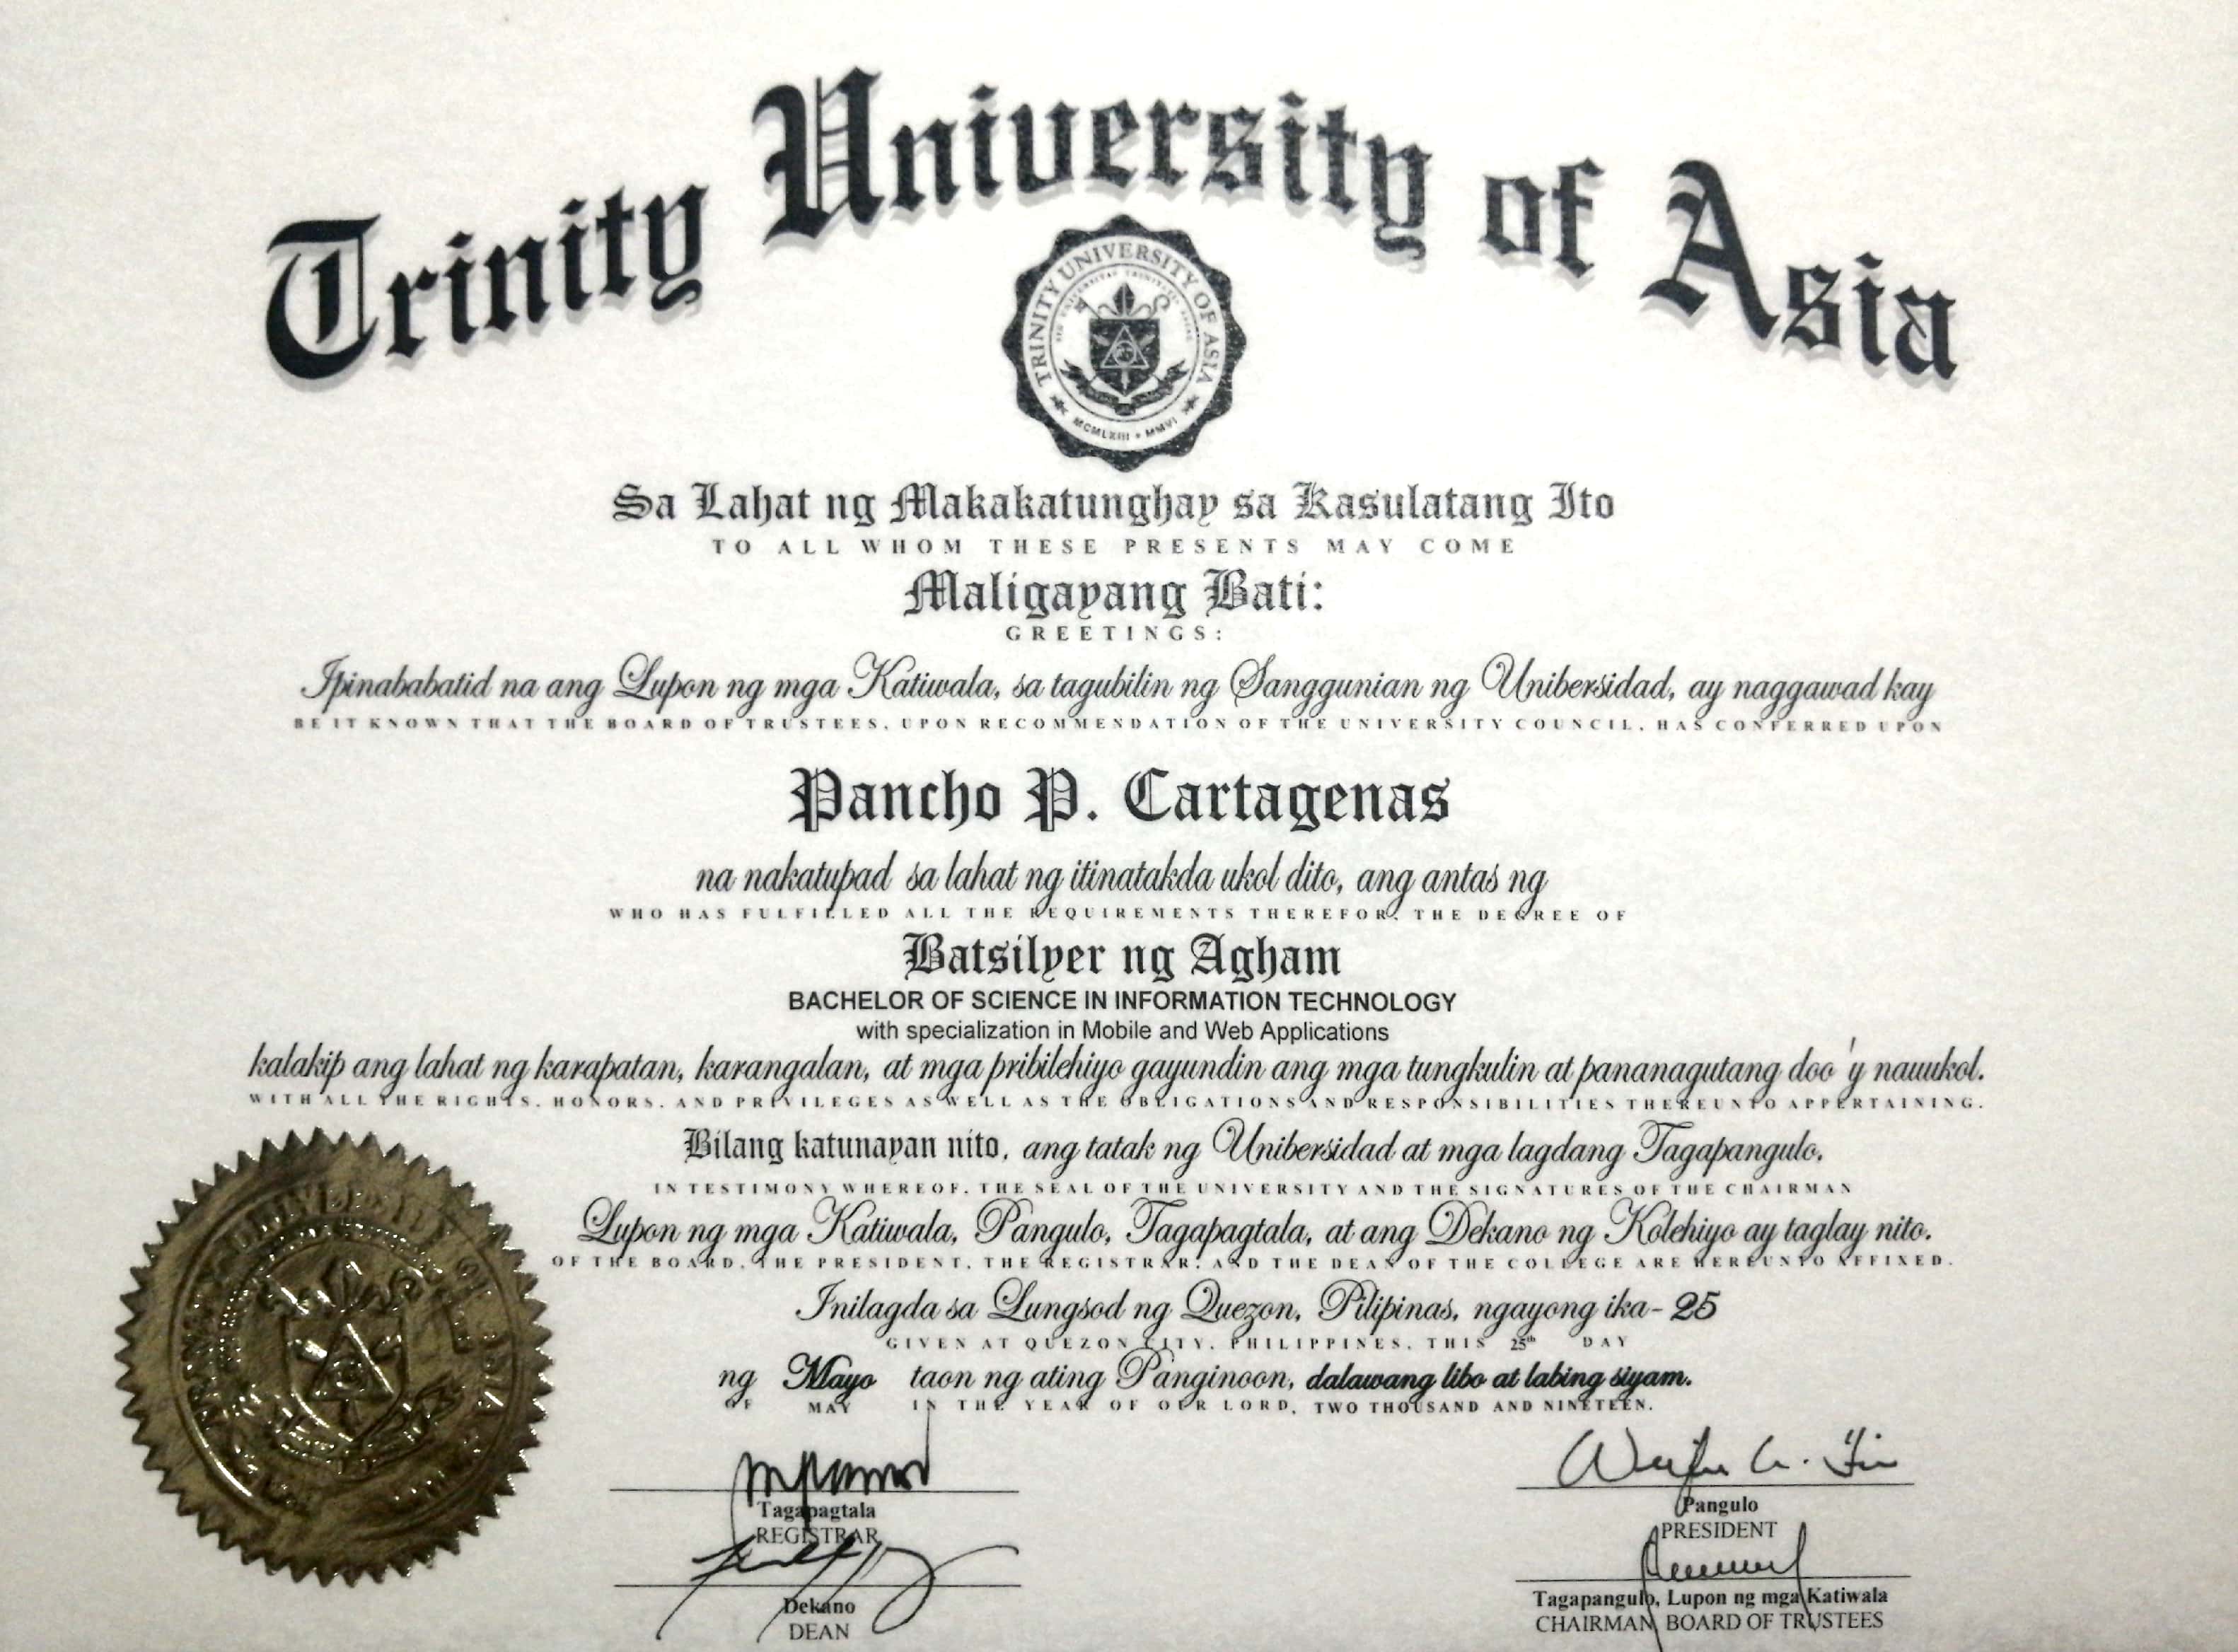 Trinity University of Asia
TRINITY UNIVERSITY OF ASIA
MCMLXIII • MMVI
Sa Lahat ng Makakatunghay sa Kasulatang Ito
TO ALL WHOM THESE PRESENTS MAY COME
Maligayang Bati:
GREETINGS:
Ipinababatid na ang Lupon ng mga Katiwala, sa tagubilin ng Sanggunian ng Unibersidad, ay naggawad kay
BE IT KNOWN THAT THE BOARD OF TRUSTEES, UPON RECOMMENDATION OF THE UNIVERSITY COUNCIL, HAS CONFERRED UPON
Pancho P. Cartagenas
na nakatupad sa lahat ng itinatakda ukol dito, ang antas ng
WHO HAS FULFILLED ALL THE REQUIREMENTS THEREFOR, THE DEGREE OF
Batsilyer ng Agham
BACHELOR OF SCIENCE IN INFORMATION TECHNOLOGY
with specialization in Mobile and Web Applications
kalakip ang lahat ng karapatan, karangalan, at mga pribilehiyo gayundin ang mga tungkulin at pananagutang doo'y nauukol.
WITH ALL THE RIGHTS, HONORS, AND PRIVILEGES AS WELL AS THE OBLIGATIONS AND RESPONSIBILITIES THEREUNTO APPERTAINING.
Bilang katunayan nito, ang tatak ng Unibersidad at mga lagdang Tagapangulo,
IN TESTIMONY WHEREOF, THE SEAL OF THE UNIVERSITY AND THE SIGNATURES OF THE CHAIRMAN
Lupon ng mga Katiwala, Pangulo, Tagapagtala, at ang Dekano ng Kolehiyo ay taglay nito.
OF THE BOARD, THE PRESIDENT, THE REGISTRAR, AND THE DEAN OF THE COLLEGE ARE HEREUNTO AFFIXED.
Inilagda sa Lungsod ng Quezon, Pilipinas, ngayong ika- 25
GIVEN AT QUEZON CITY, PHILIPPINES, THIS 25th DAY
ng Mayo taon ng ating Panginoon, dalawang libo at labing siyam.
OF MAY IN THE YEAR OF OUR LORD, TWO THOUSAND AND NINETEEN.
Tagapagtala
REGISTRAR
Pangulo
PRESIDENT
Dekano
DEAN
Tagapangulo, Lupon ng mga Katiwala
CHAIRMAN BOARD OF TRUSTEES